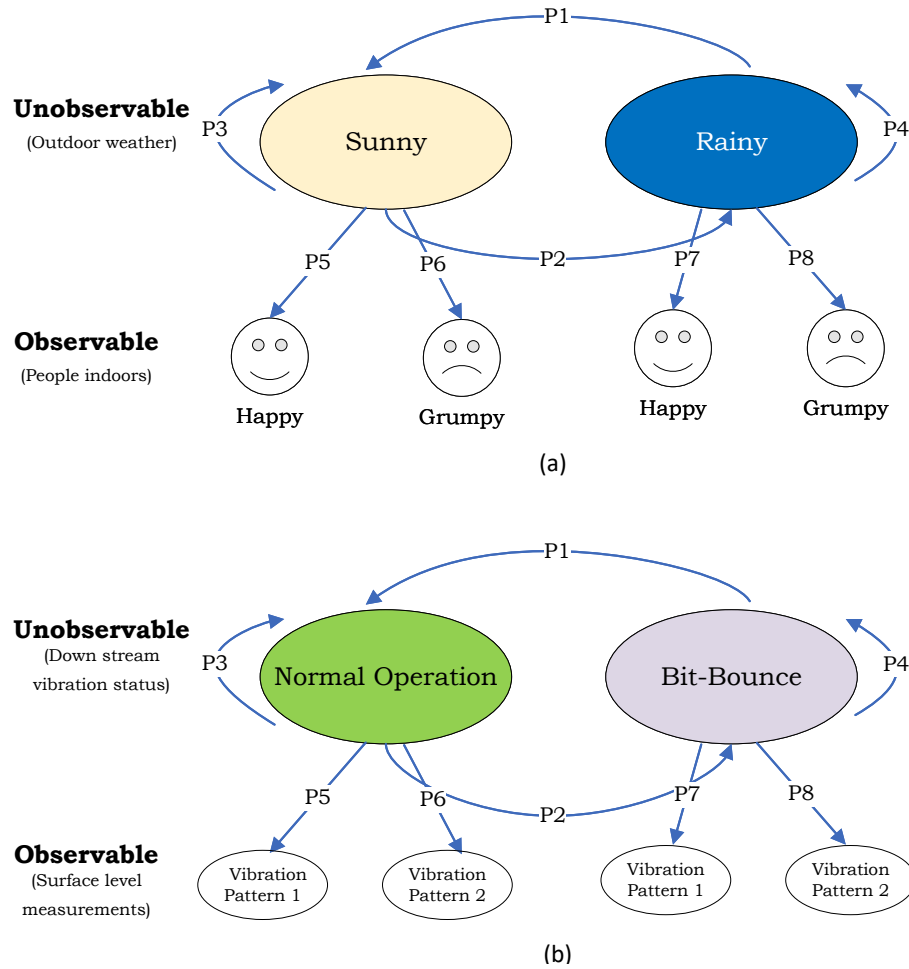 P1
Unobservable
(Outdoor weather)
P3
Sunny
Rainy
P4
P5
P6
P2
P7
P8
Observable
(People indoors)
Happy
Grumpy
Happy
Grumpy
(a)
P1
Unobservable
(Down stream
vibration status)
P3
Normal Operation
Bit-Bounce
P4
P5
P6
P2
P7
P8
Observable
(Surface level
measurements)
Vibration
Pattern 1
Vibration
Pattern 2
Vibration
Pattern 1
Vibration
Pattern 2
(b)